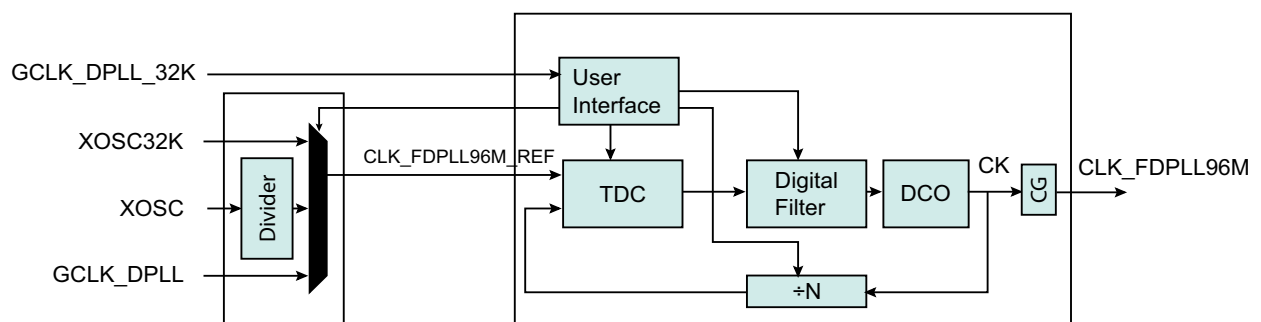 GCLK_DPLL_32K
User
Interface
XOSC32K
CLK_FDPLL96M_REF
CK
CLK_FDPLL96M
XOSC
Divider
TDC
Digital
Filter
DCO
CG
GCLK_DPLL
÷N